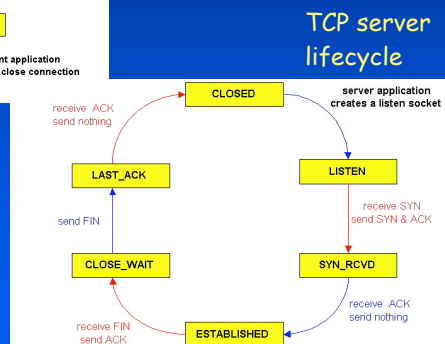 TCP server
lifecycle
nt application
close connection
CLOSED
server application
creates a listen socket
receive ACK
send nothing
LAST_ACK
LISTEN
receive SYN
send SYN & ACK
send FIN
CLOSE_WAIT
SYN_RCVD
receive ACK
send nothing
receive FIN
send ACK
ESTABLISHED